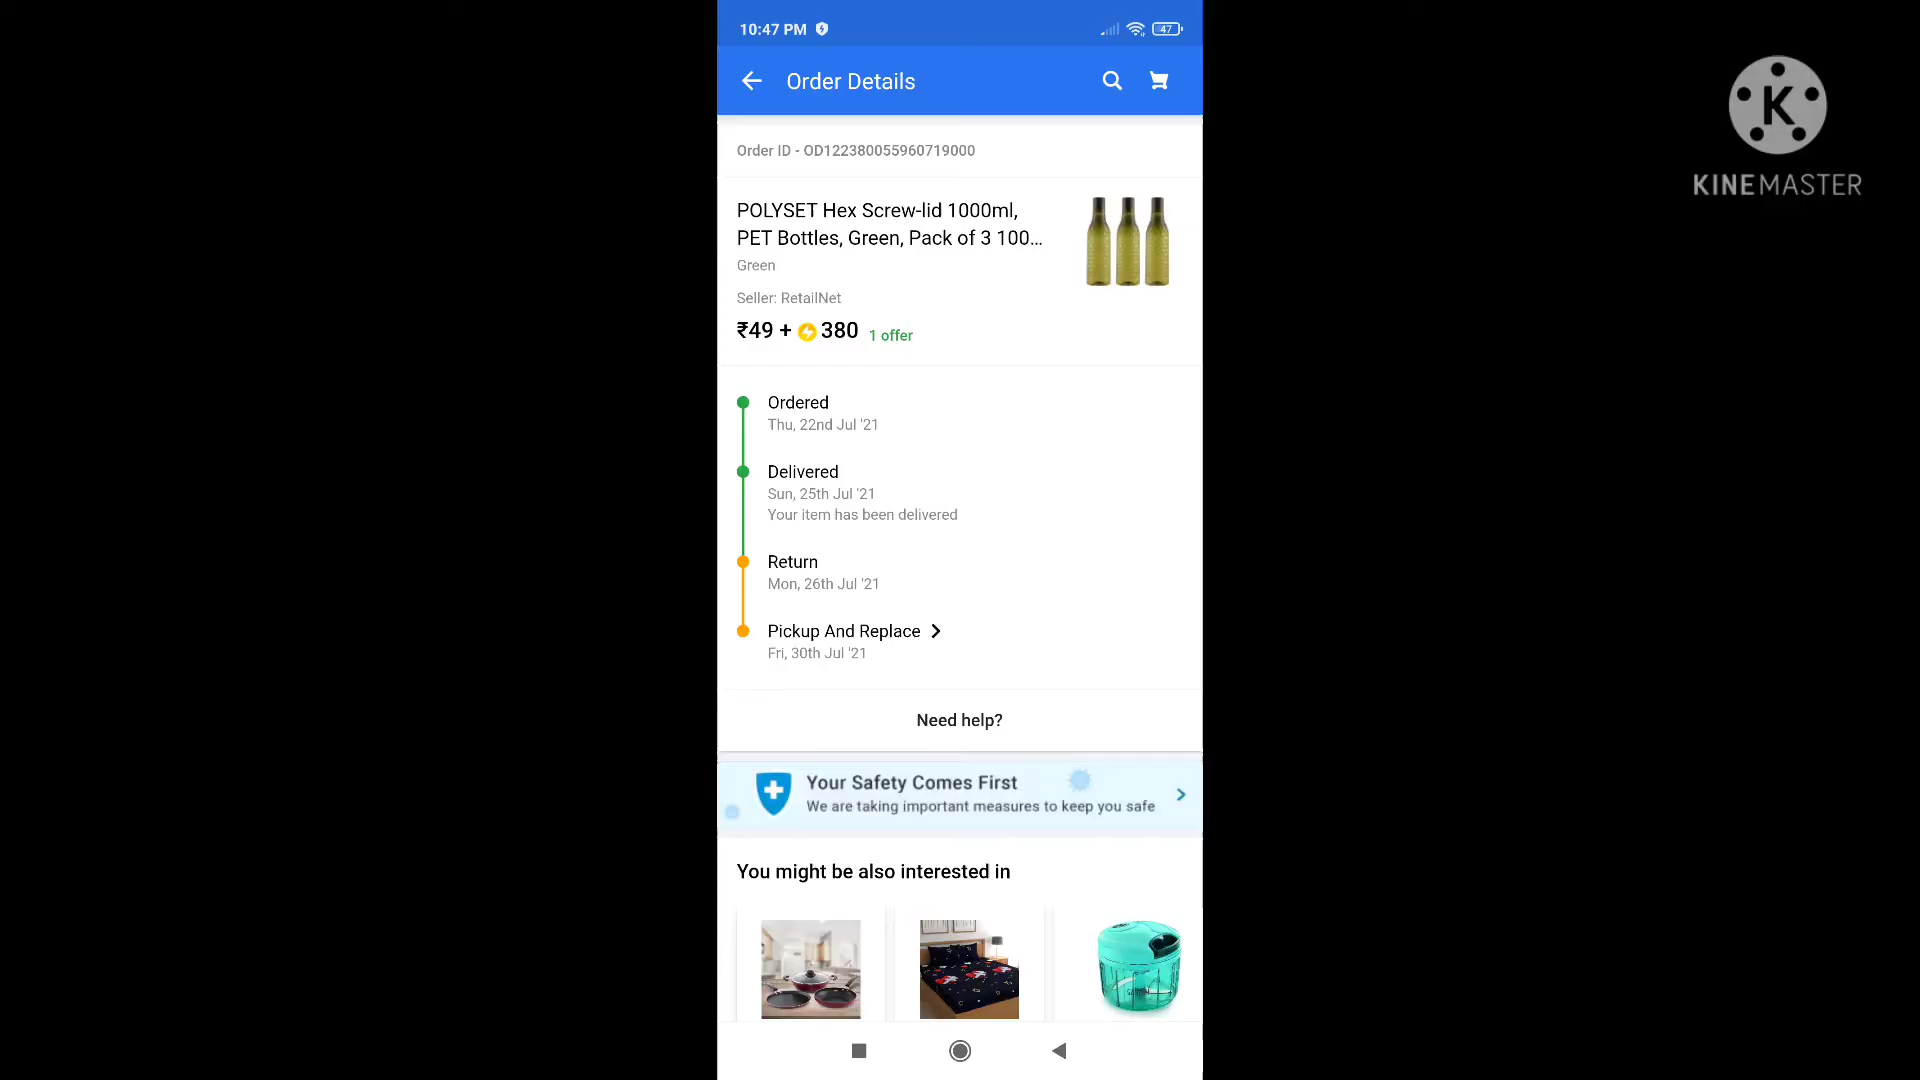 10:47 PM
47
Order Details
KINEMASTER
Order ID - OD122380055960719000
POLYSET Hex Screw-lid 1000ml,
PET Bottles, Green, Pack of 3 100...
Green
Seller: RetailNet
₹49 + 380 1 offer
Ordered
Thu, 22nd Jul '21
Delivered
Sun, 25th Jul '21
Your item has been delivered
Return
Mon, 26th Jul '21
Pickup And Replace
Fri, 30th Jul '21
Need help?
Your Safety Comes First
We are taking important measures to keep you safe
You might be also interested in